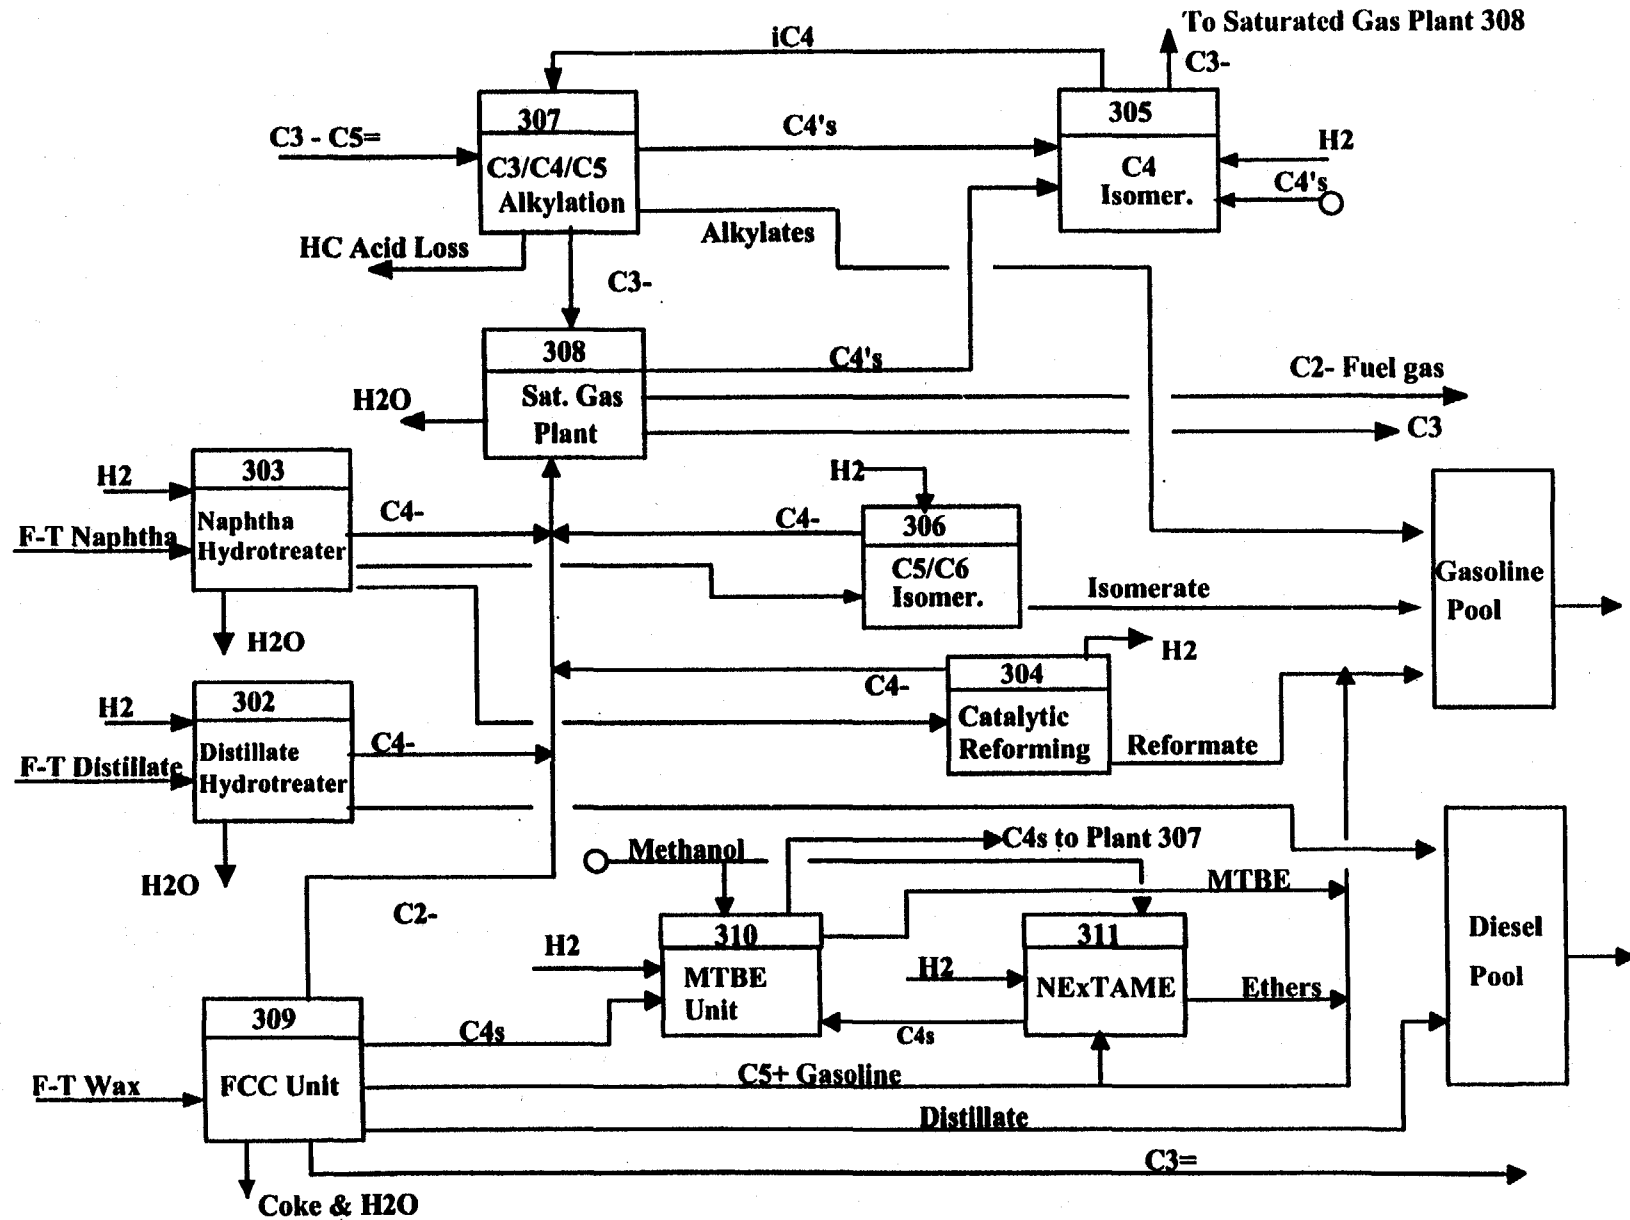 To Saturated Gas Plant 308
iC4
C3-
307
C3/C4/C5
Alkylation
C3 - C5=
C4's
305
C4
Isomer.
H2
C4's
HC Acid Loss
Alkylates
C3-
308
Sat. Gas
Plant
C4's
C2- Fuel gas
H2O
C3
303
Naphtha
Hydrotreater
H2
F-T Naphtha
C4-
H2O
H2
C4-
306
C5/C6
Isomer.
Isomerate
Gasoline
Pool
302
Distillate
Hydrotreater
H2
F-T Distillate
C4-
H2O
H2
304
Catalytic
Reforming
C4-
Reformate
Methanol
C4s to Plant 307
MTBE
C2-
310
MTBE
Unit
H2
311
NExTAME
H2
Ethers
Diesel
Pool
309
FCC Unit
F-T Wax
C4s
C4s
C5+ Gasoline
Distillate
C3=
Coke & H2O